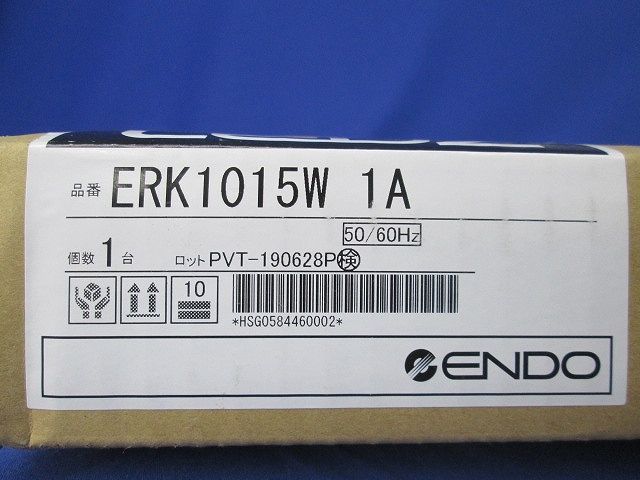 品番 ERK1015W 1A
50/60Hz
個数 1 台 ロット PVT-190628P 検
10
*HSG0584460002*
ENDO